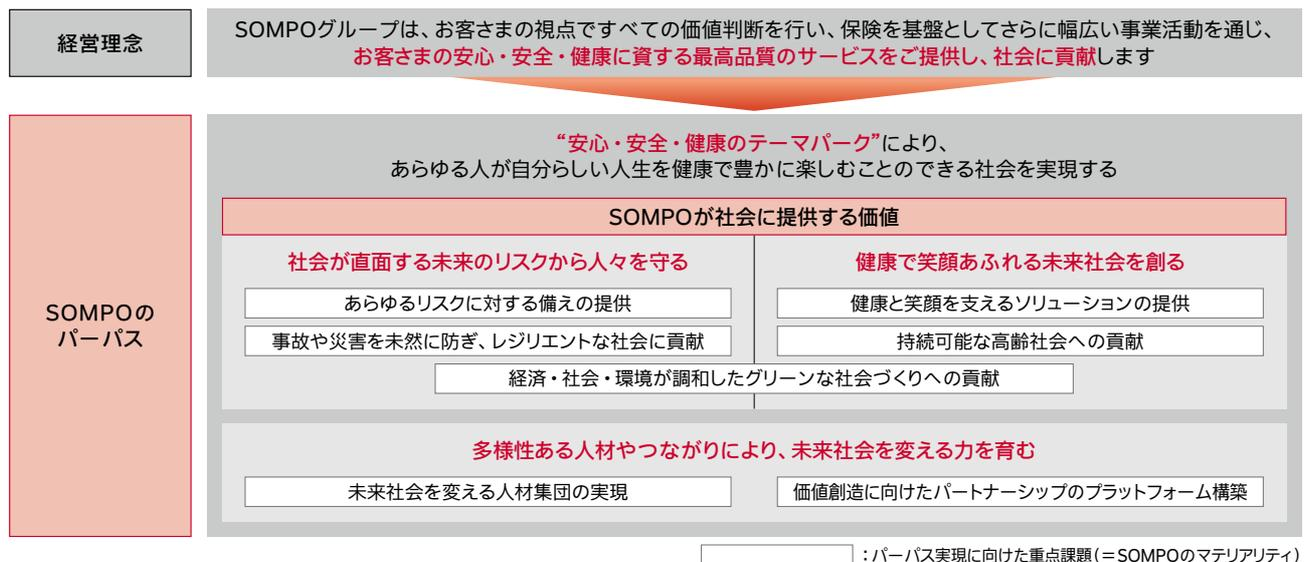 経営理念
SOMPOグループは、お客さまの視点ですべての価値判断を行い、保険を基盤としてさらに幅広い事業活動を通じ、
お客さまの安心・安全・健康に資する最高品質のサービスをご提供し、社会に貢献します
SOMPOの
パーパス
“安心・安全・健康のテーマパーク”により、
あらゆる人が自分らしい人生を健康で豊かに楽しむことのできる社会を実現する
SOMPOが社会に提供する価値
社会が直面する未来のリスクから人々を守る
あらゆるリスクに対する備えの提供
事故や災害を未然に防ぎ、レジリエントな社会に貢献
健康で笑顔あふれる未来社会を創る
健康と笑顔を支えるソリューションの提供
持続可能な高齢社会への貢献
経済・社会・環境が調和したグリーンな社会づくりへの貢献
多様性ある人材やつながりにより、未来社会を変える力を育む
未来社会を変える人材集団の実現
価値創造に向けたパートナーシップのプラットフォーム構築
：パーパス実現に向けた重点課題（＝SOMPOのマテリアリティ）